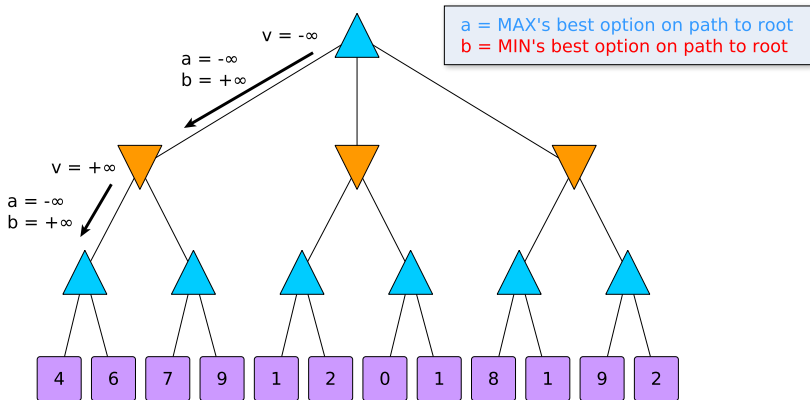 a = MAX's best option on path to root
b = MIN's best option on path to root
v = -∞
a = -∞
b = +∞
v = +∞
a = -∞
b = +∞
4 6 7 9 1 2 0 1 8 1 9 2